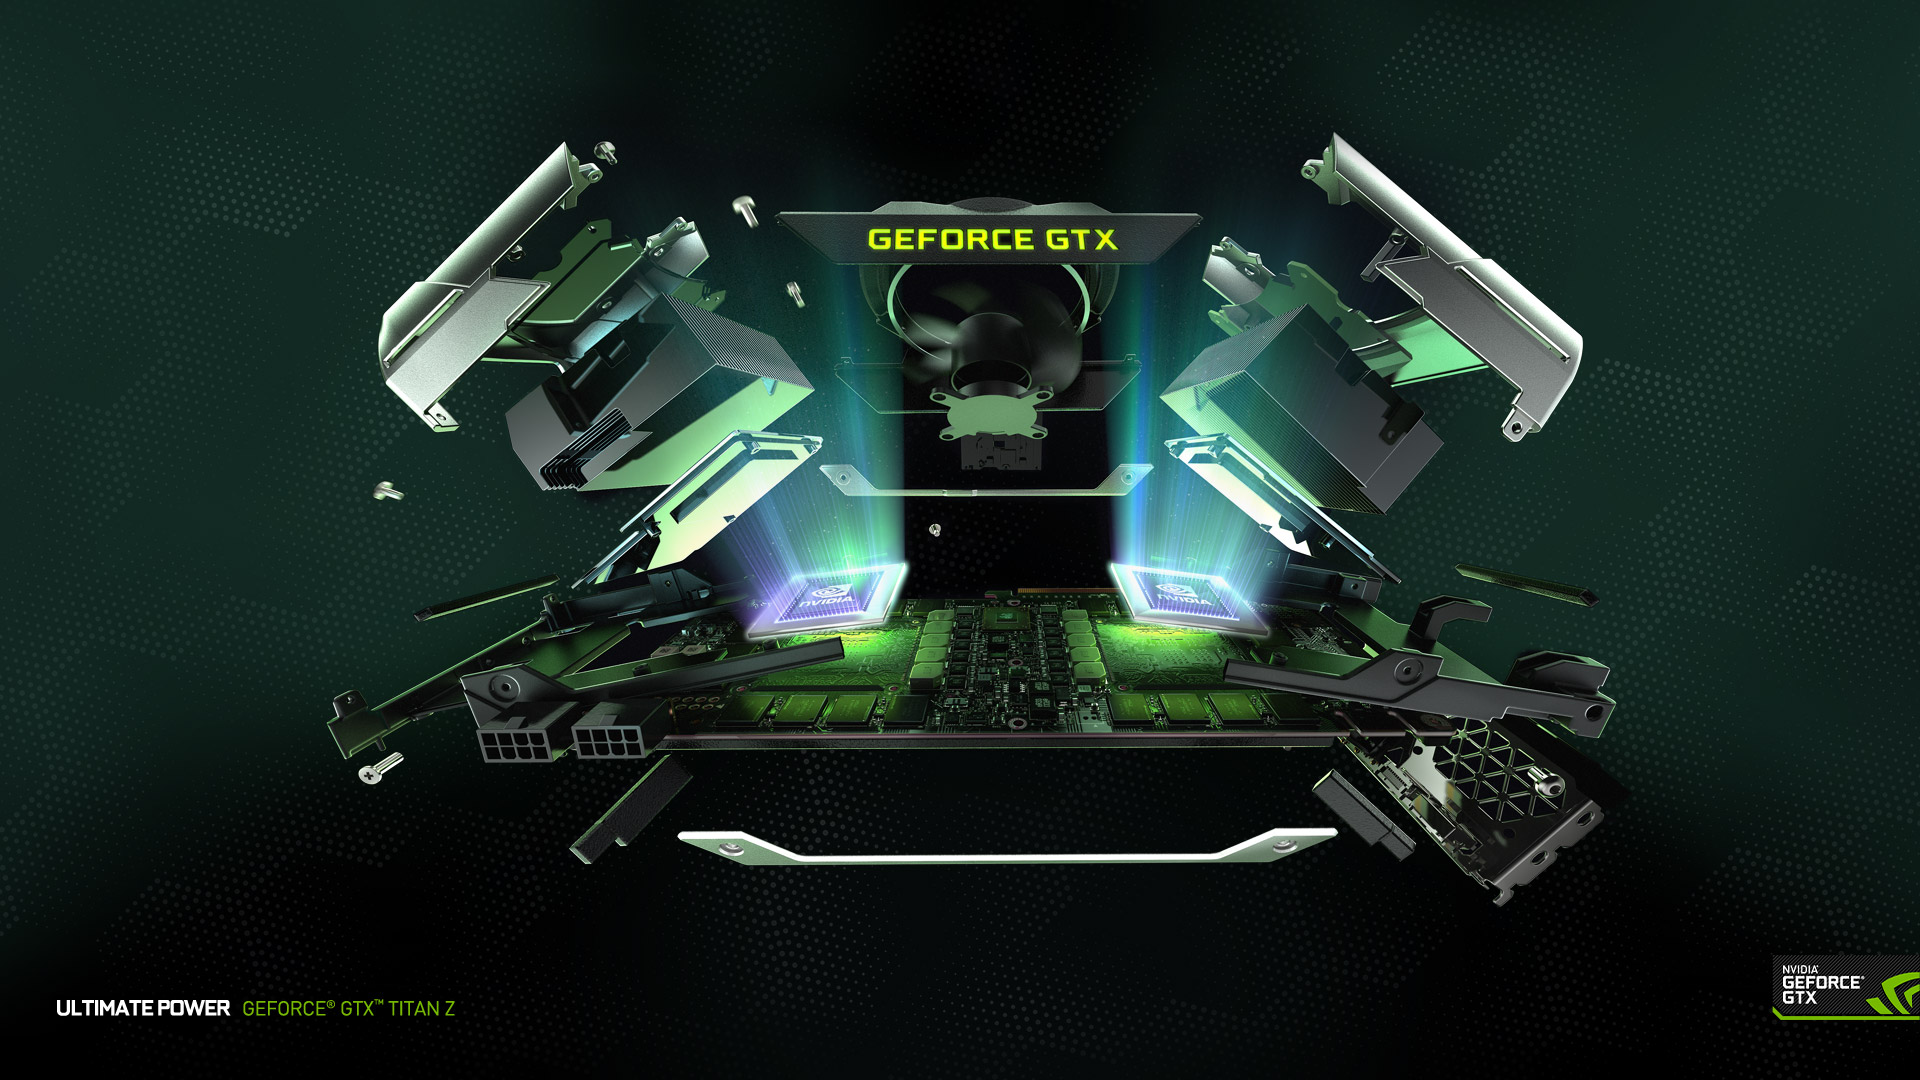 GEFORCE GTX
NVIDIA
NVIDIA
ULTIMATE POWER GEFORCE® GTX™ TITAN Z
NVIDIA®
GEFORCE®
GTX